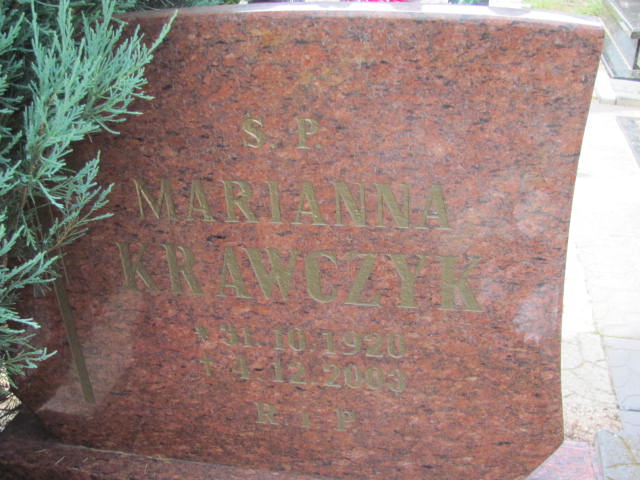 Ś. P.
MARIANNA
KRAWCZYK
* 31.10.1920
† 4.12.2003
R. i P.